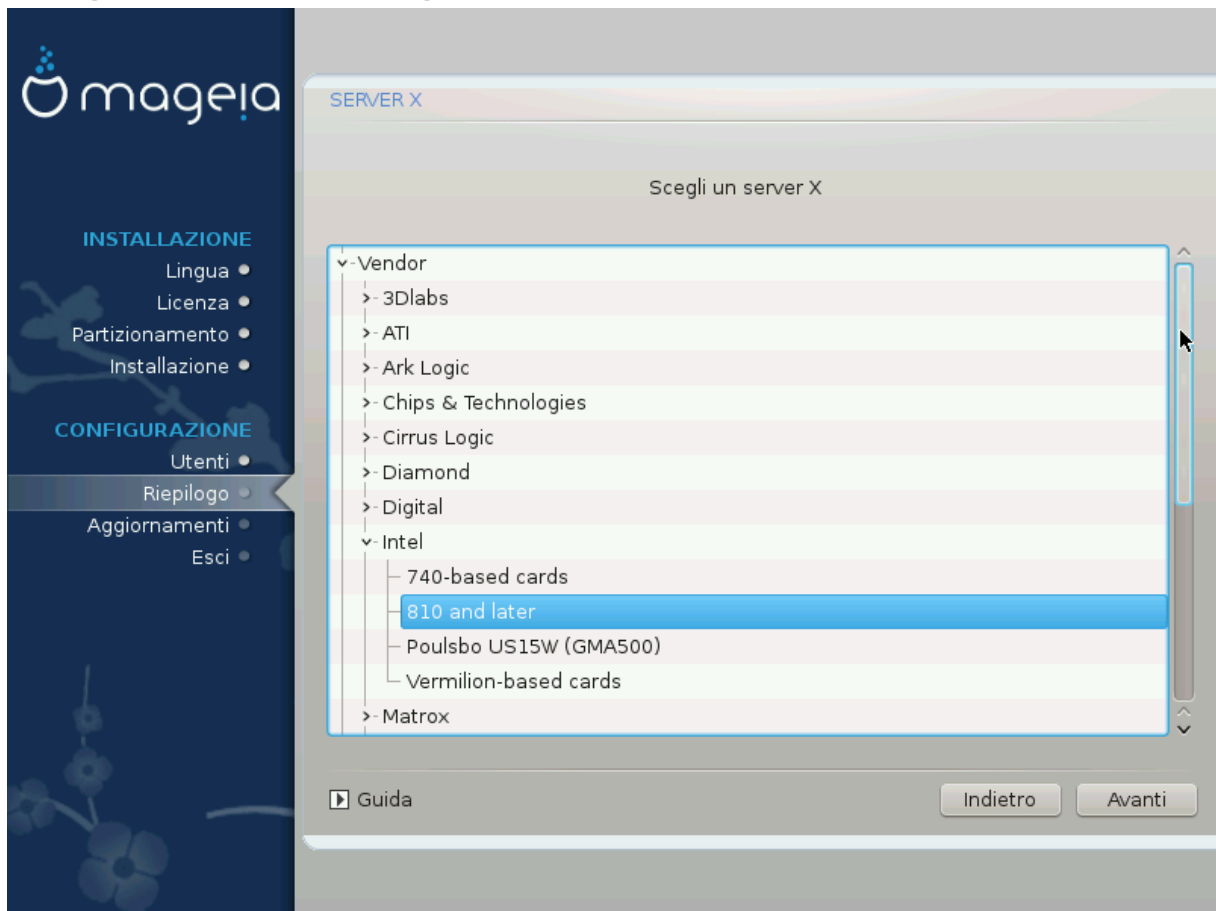 mageia
INSTALLAZIONE
Lingua
Licenza
Partizionamento
Installazione
CONFIGURAZIONE
Utenti
Riepilogo
Aggiornamenti
Esci
SERVER X
Scegli un server X
Vendor
3Dlabs
ATI
Ark Logic
Chips & Technologies
Cirrus Logic
Diamond
Digital
Intel
740-based cards
810 and later
Poulsbo US15W (GMA500)
Vermilion-based cards
Matrox
Guida
Indietro
Avanti